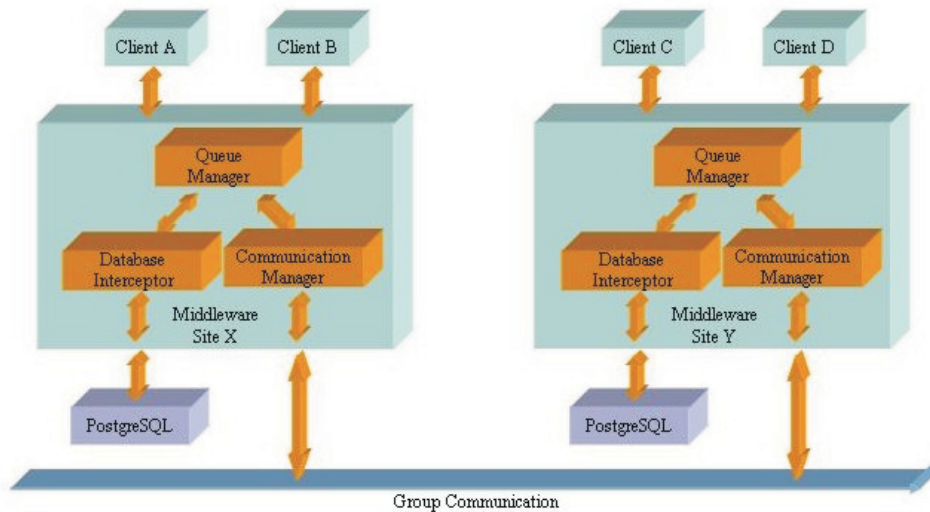 Client A
Client B
Client C
Client D
Queue
Manager
Queue
Manager
Database
Interceptor
Communication
Manager
Database
Interceptor
Communication
Manager
Middleware
Site X
Middleware
Site Y
PostgreSQL
PostgreSQL
Group Communication